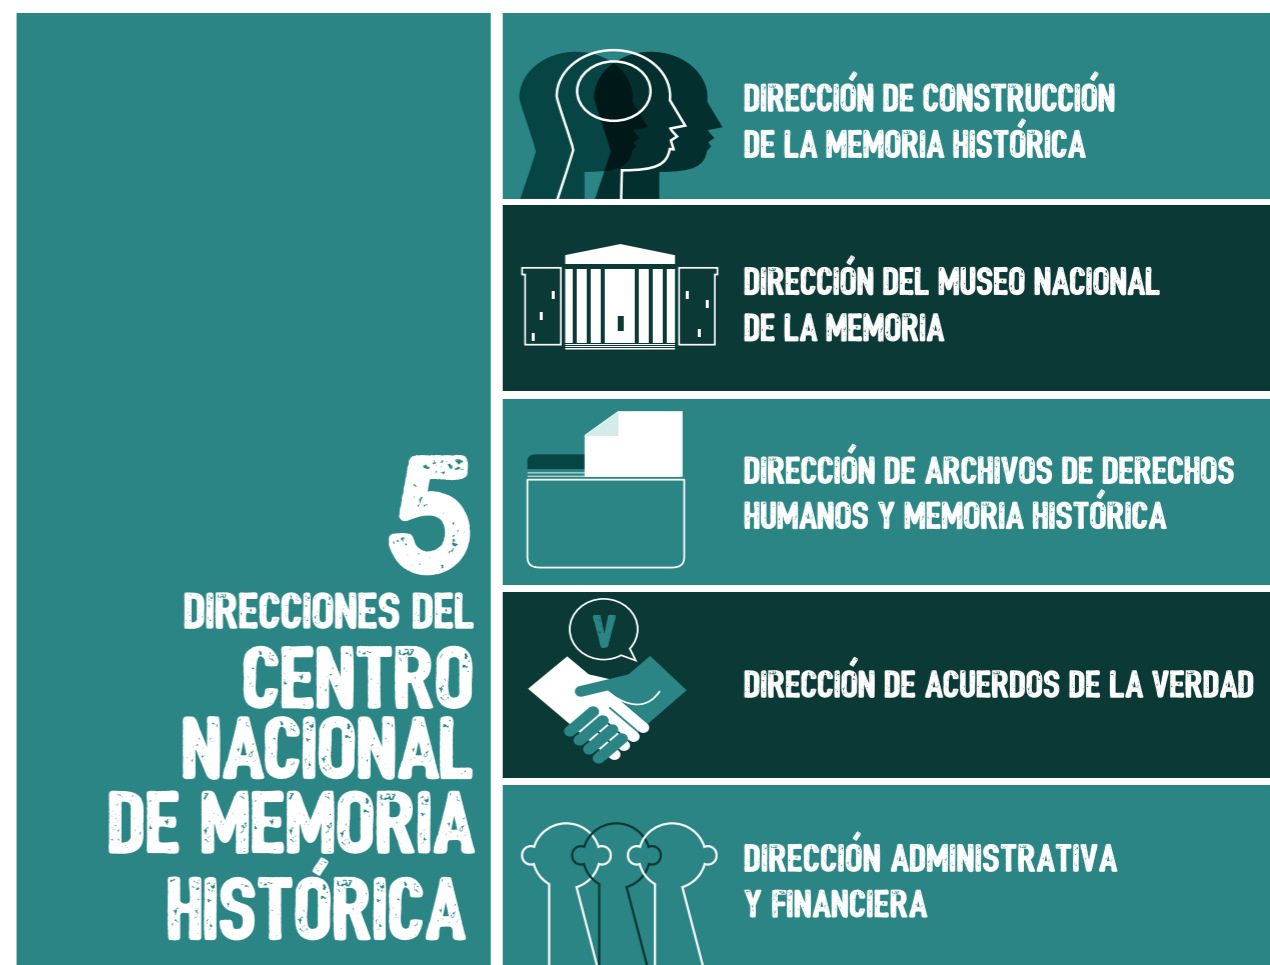 5
DIRECCIONES DEL
CENTRO
NACIONAL
DE MEMORIA
HISTÓRICA
DIRECCIÓN DE CONSTRUCCIÓN
DE LA MEMORIA HISTÓRICA
DIRECCIÓN DEL MUSEO NACIONAL
DE LA MEMORIA
DIRECCIÓN DE ARCHIVOS DE DERECHOS
HUMANOS Y MEMORIA HISTÓRICA
V
DIRECCIÓN DE ACUERDOS DE LA VERDAD
DIRECCIÓN ADMINISTRATIVA
Y FINANCIERA